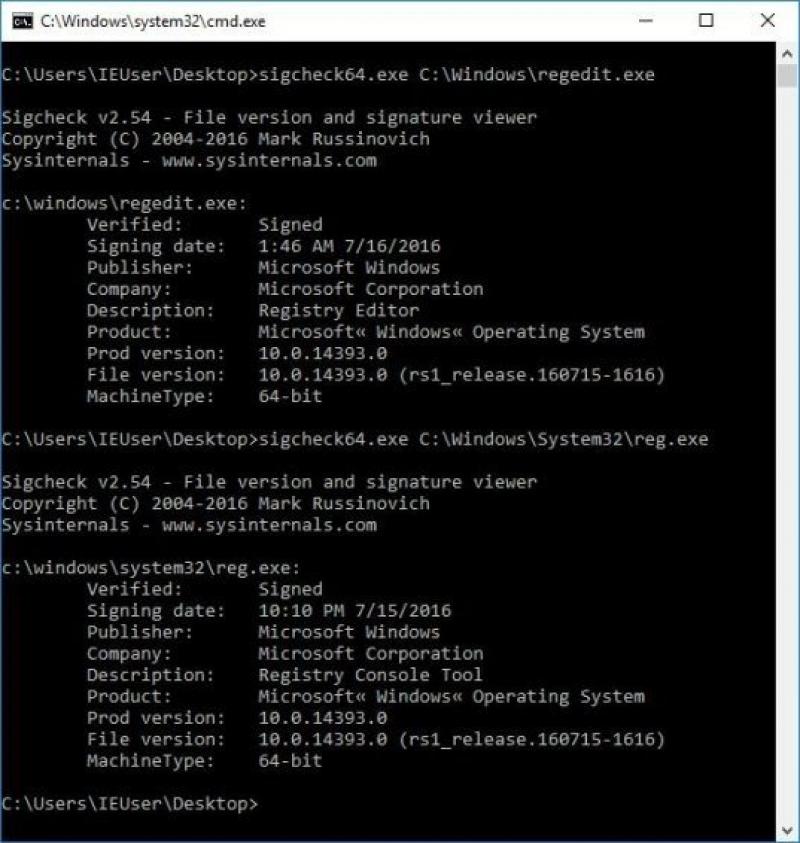 C:\Windows\system32\cmd.exe
C:\Users\IEUser\Desktop>sigcheck64.exe C:\Windows\regedit.exe
Sigcheck v2.54 - File version and signature viewer
Copyright (C) 2004-2016 Mark Russinovich
Sysinternals - www.sysinternals.com
c:\windows\regedit.exe:
Verified: Signed
Signing date: 1:46 AM 7/16/2016
Publisher: Microsoft Windows
Company: Microsoft Corporation
Description: Registry Editor
Product: Microsoft« Windows« Operating System
Prod version: 10.0.14393.0
File version: 10.0.14393.0 (rs1_release.160715-1616)
MachineType: 64-bit
C:\Users\IEUser\Desktop>sigcheck64.exe C:\Windows\System32\reg.exe
Sigcheck v2.54 - File version and signature viewer
Copyright (C) 2004-2016 Mark Russinovich
Sysinternals - www.sysinternals.com
c:\windows\system32\reg.exe:
Verified: Signed
Signing date: 10:10 PM 7/15/2016
Publisher: Microsoft Windows
Company: Microsoft Corporation
Description: Registry Console Tool
Product: Microsoft« Windows« Operating System
Prod version: 10.0.14393.0
File version: 10.0.14393.0 (rs1_release.160715-1616)
MachineType: 64-bit
C:\Users\IEUser\Desktop>